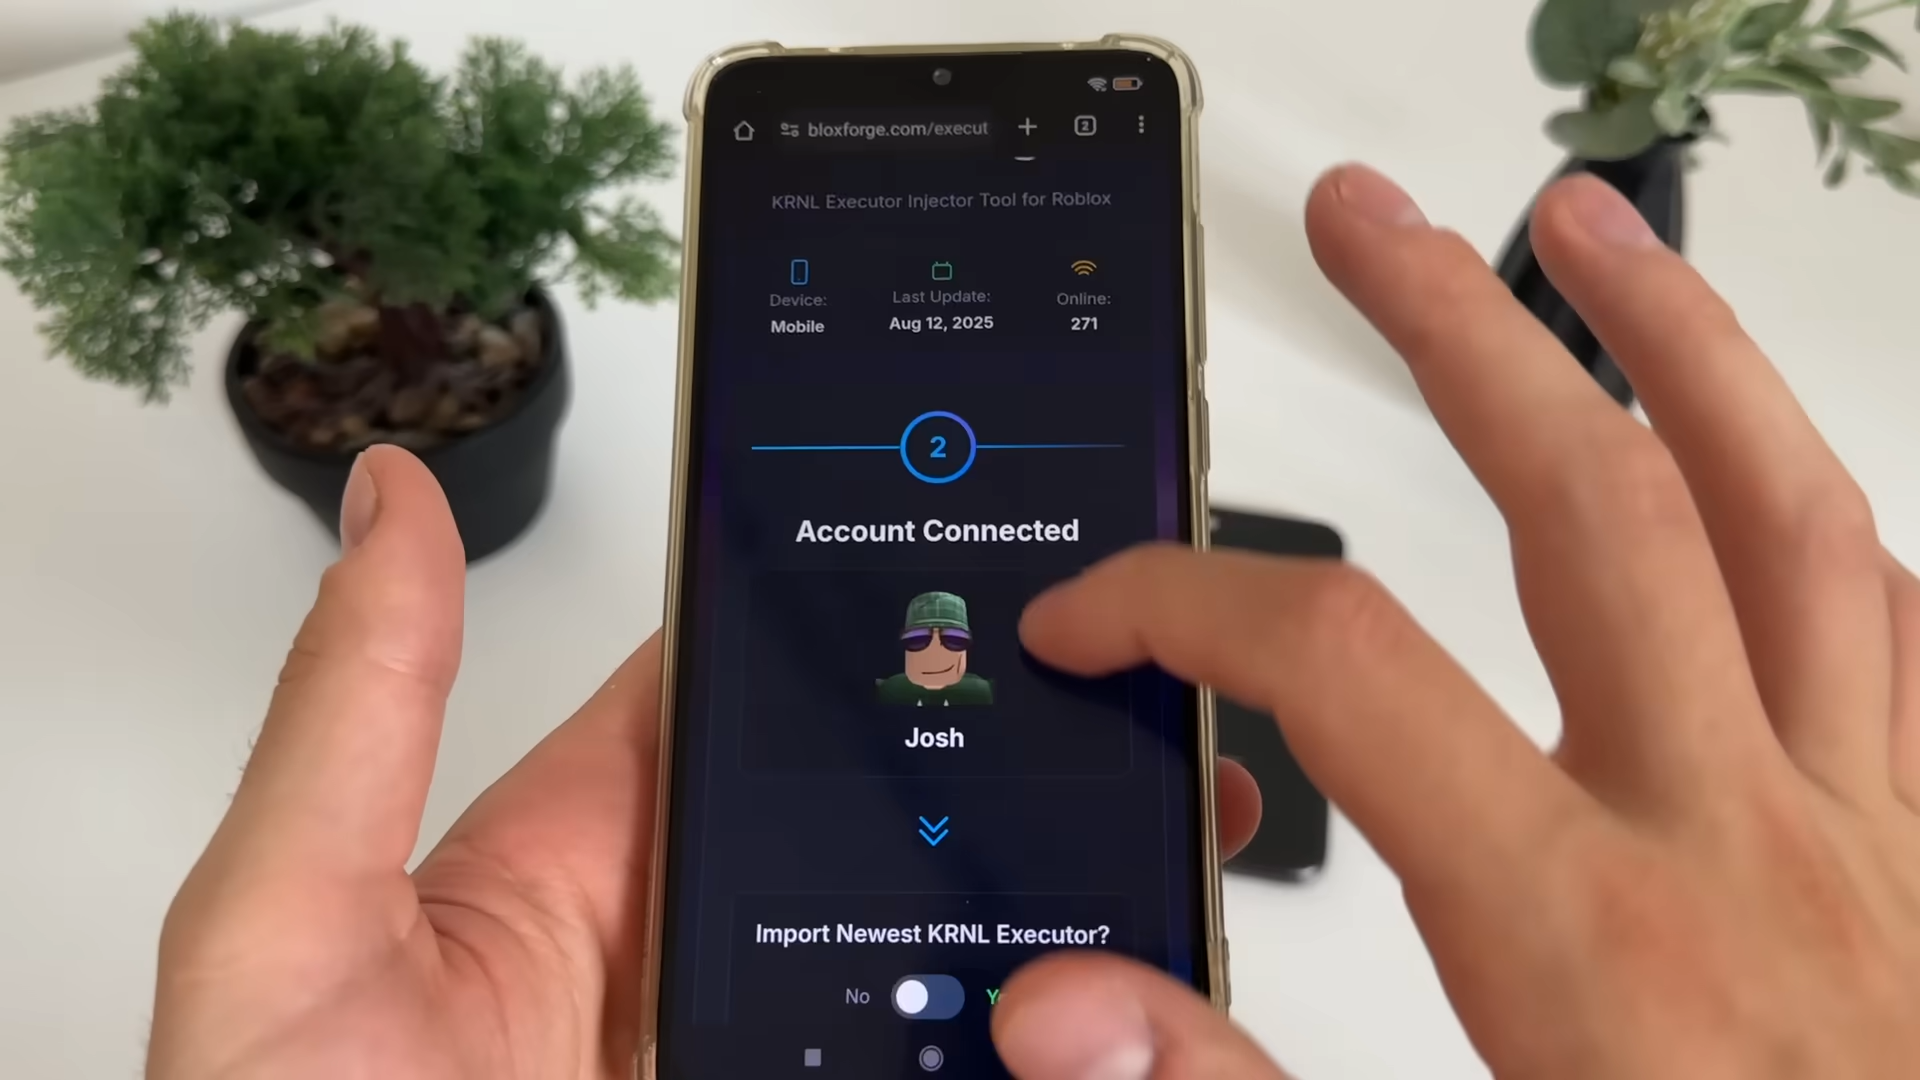 bloxforge.com/execut
2
KRNL Executor Injector Tool for Roblox
Device:
Mobile
Last Update:
Aug 12, 2025
Online:
271
2
Account Connected
Josh
Import Newest KRNL Executor?
No